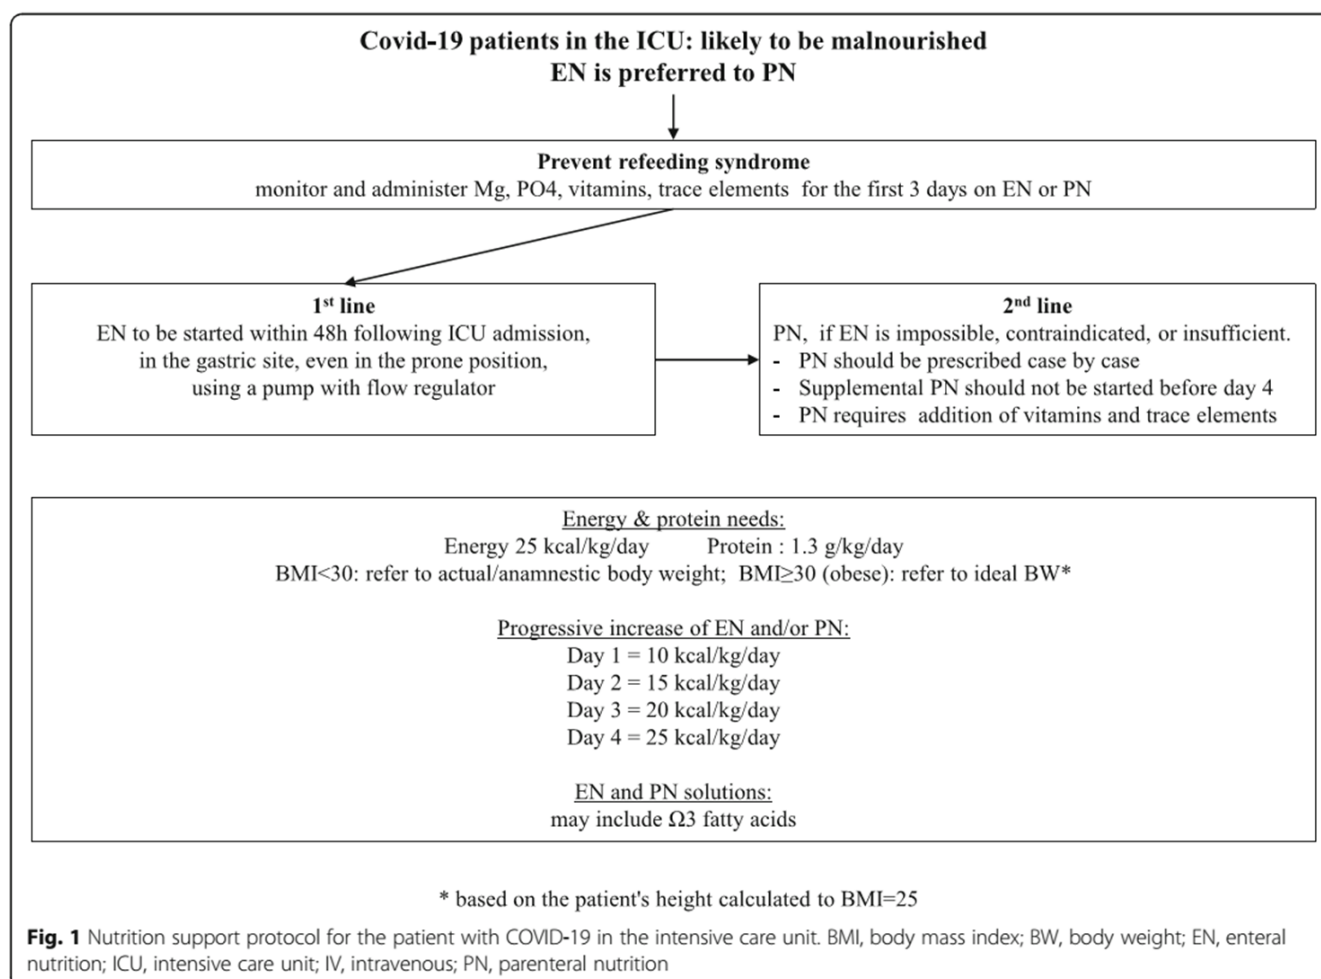 Covid-19 patients in the ICU: likely to be malnourished
EN is preferred to PN
Prevent refeeding syndrome
monitor and administer Mg, PO4, vitamins, trace elements for the first 3 days on EN or PN
1st line
EN to be started within 48h following ICU admission,
in the gastric site, even in the prone position,
using a pump with flow regulator
2nd line
PN, if EN is impossible, contraindicated, or insufficient.
- PN should be prescribed case by case
- Supplemental PN should not be started before day 4
- PN requires addition of vitamins and trace elements
Energy & protein needs:
Energy 25 kcal/kg/day Protein : 1.3 g/kg/day
BMI<30: refer to actual/anamnestic body weight; BMI≥30 (obese): refer to ideal BW*
Progressive increase of EN and/or PN:
Day 1 = 10 kcal/kg/day
Day 2 = 15 kcal/kg/day
Day 3 = 20 kcal/kg/day
Day 4 = 25 kcal/kg/day
EN and PN solutions:
may include Ω3 fatty acids
* based on the patient's height calculated to BMI=25
Fig. 1 Nutrition support protocol for the patient with COVID-19 in the intensive care unit. BMI, body mass index; BW, body weight; EN, enteral
nutrition; ICU, intensive care unit; IV, intravenous; PN, parenteral nutrition